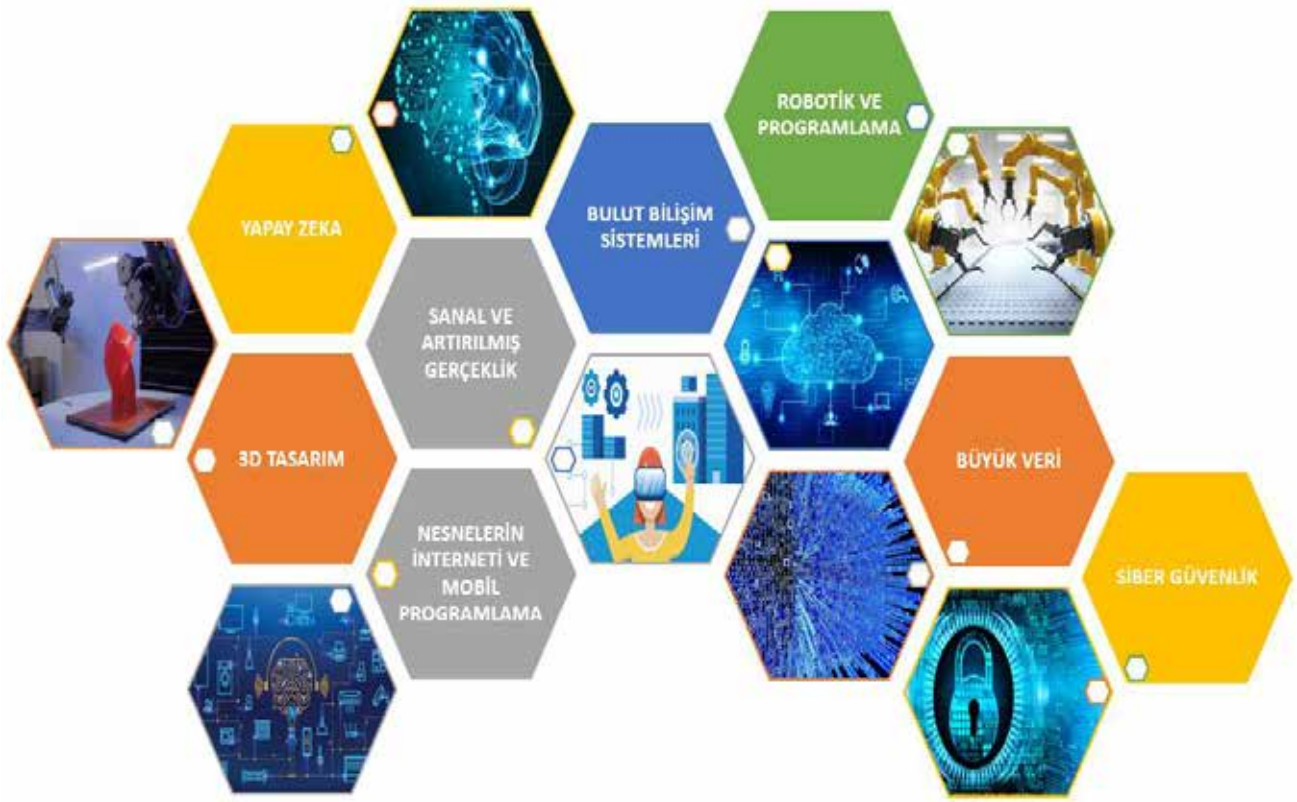 ROBOTİK VE
PROGRAMLAMA
YAPAY ZEKA
BULUT BİLİŞİM
SİSTEMLERİ
SANAL VE
ARTIRILMIŞ
GERÇEKLİK
3D TASARIM
BÜYÜK VERİ
NESNELERİN
İNTERNETİ VE
MOBİL
PROGRAMLAMA
SİBER GÜVENLİK